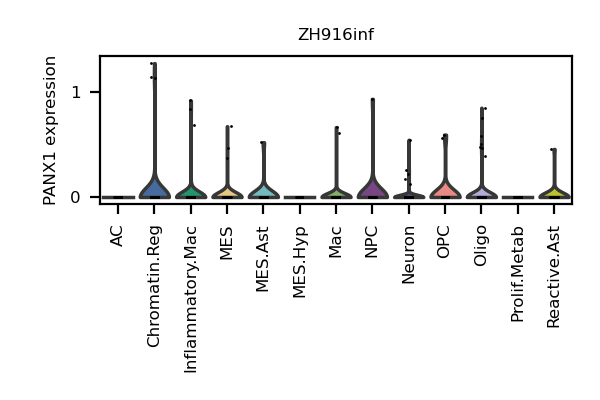 ZH916inf
PANX1 expression
1
0
AC
Chromatin.Reg
Inflammatory.Mac
MES
MES.Ast
MES.Hyp
Mac
NPC
Neuron
OPC
Oligo
Prolif.Metab
Reactive.Ast